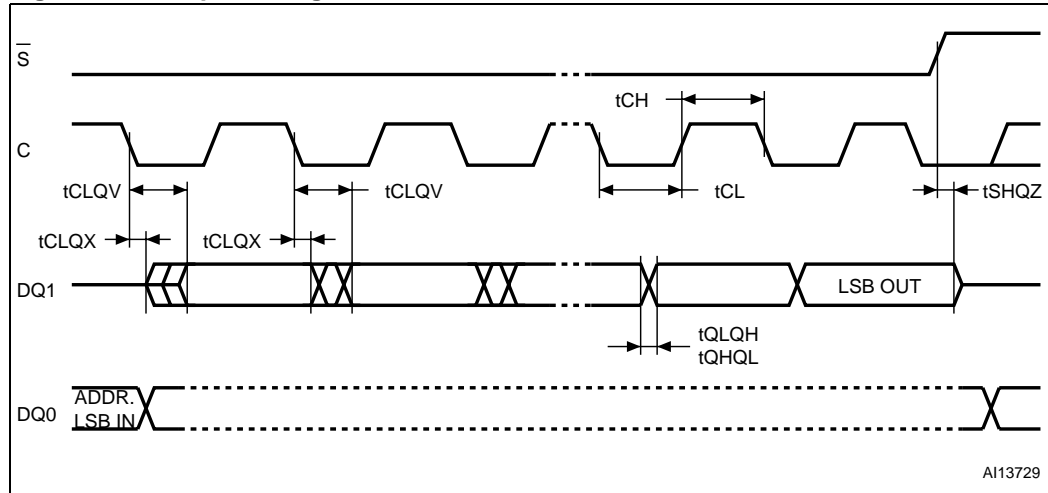 S
tCH
C
tCLQV
tCLQV
tCL
tSHQZ
tCLQX
tCLQX
DQ1
LSB OUT
tQLQH
tQHQL
ADDR.
DQ0
LSB IN
AI13729